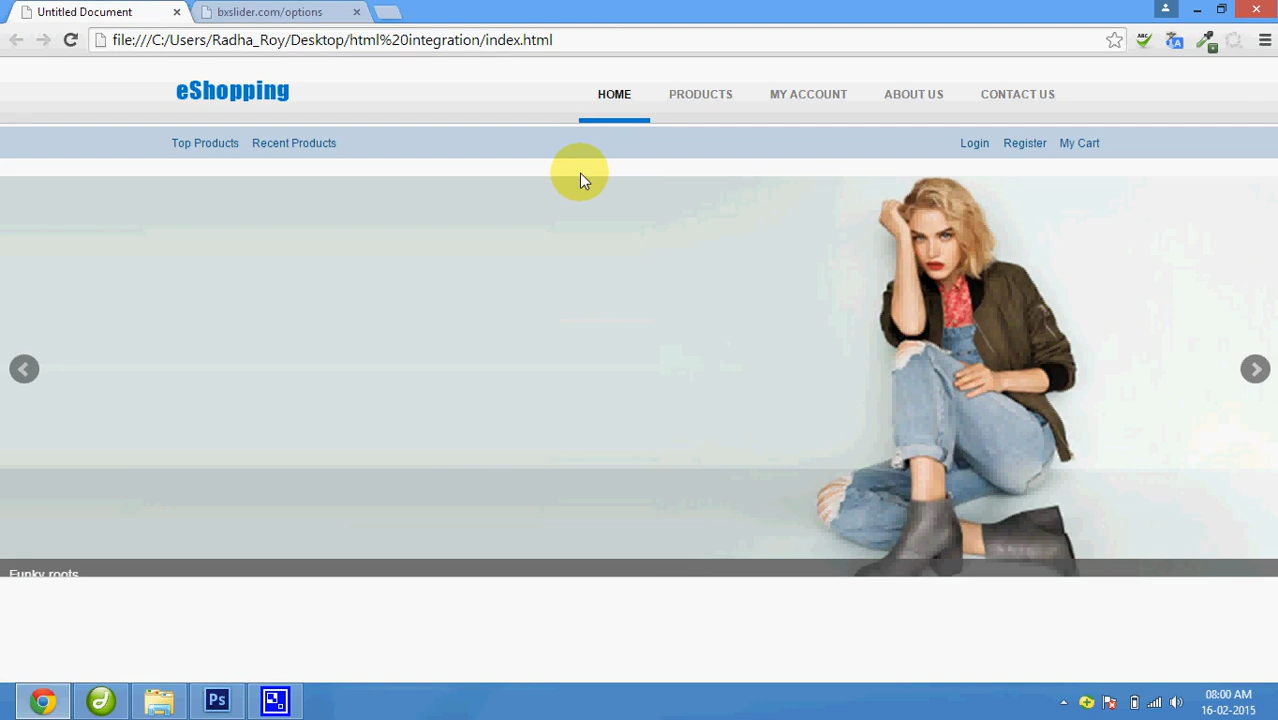 Untitled Document
bxslider.com/options
file:///C:/Users/Radha_Roy/Desktop/html%20integration/index.html
ABC
A
eShopping
HOME PRODUCTS MY ACCOUNT ABOUT US CONTACT US
Top Products Recent Products
Login Register My Cart
Funky roots
Ps
08:00 AM
16-02-2015